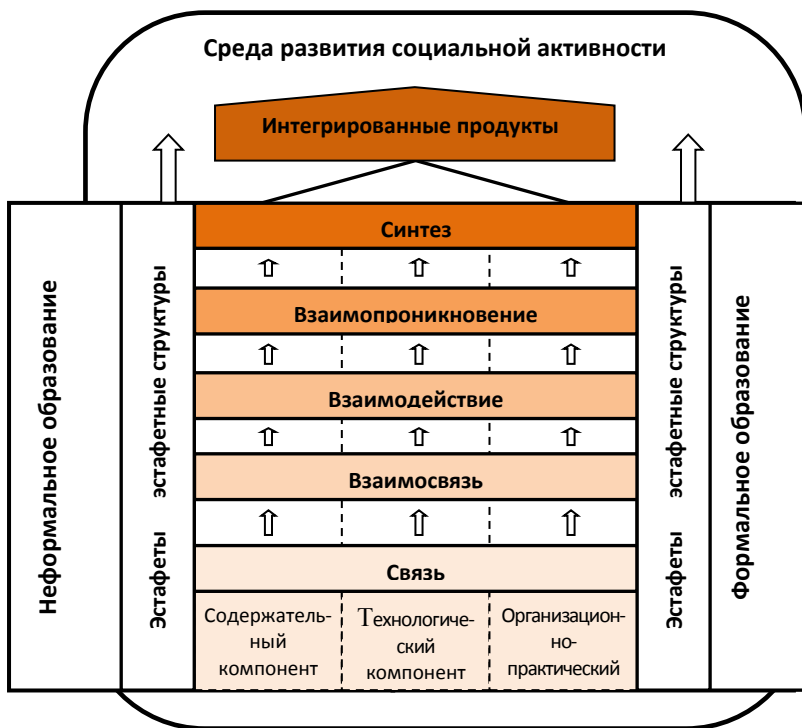 Среда развития социальной активности
Интегрированные продукты
Синтез
Взаимопроникновение
Взаимодействие
Взаимосвязь
Связь
Содержатель-
ный
компонент
Технологиче-
ский
компонент
Организацион-
но-
практический
Неформальное образование
Эстафеты эстафетные структуры
Эстафеты эстафетные структуры
Формальное образование